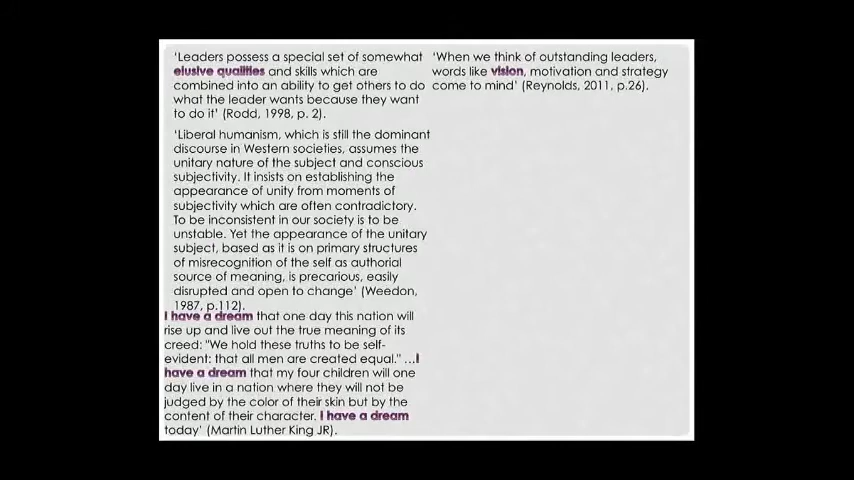 ‘Leaders possess a special set of somewhat
elusive qualities and skills which are
combined into an ability to get others to do
what the leader wants because they want
to do it’ (Rodd, 1998, p. 2).
‘Liberal humanism, which is still the dominant
discourse in Western societies, assumes the
unitary nature of the subject and conscious
subjectivity. It insists on establishing the
appearance of unity from moments of
subjectivity which are often contradictory.
To be inconsistent in our society is to be
unstable. Yet the appearance of the unitary
subject, based as it is on primary structures
of misrecognition of the self as authorial
source of meaning, is precarious, easily
disrupted and open to change’ (Weedon,
1987, p.112).
I have a dream that one day this nation will
rise up and live out the true meaning of its
creed: "We hold these truths to be self-
evident: that all men are created equal." …I
have a dream that my four children will one
day live in a nation where they will not be
judged by the color of their skin but by the
content of their character. I have a dream
today’ (Martin Luther King JR).
‘When we think of outstanding leaders,
words like vision, motivation and strategy
come to mind’ (Reynolds, 2011, p.26).